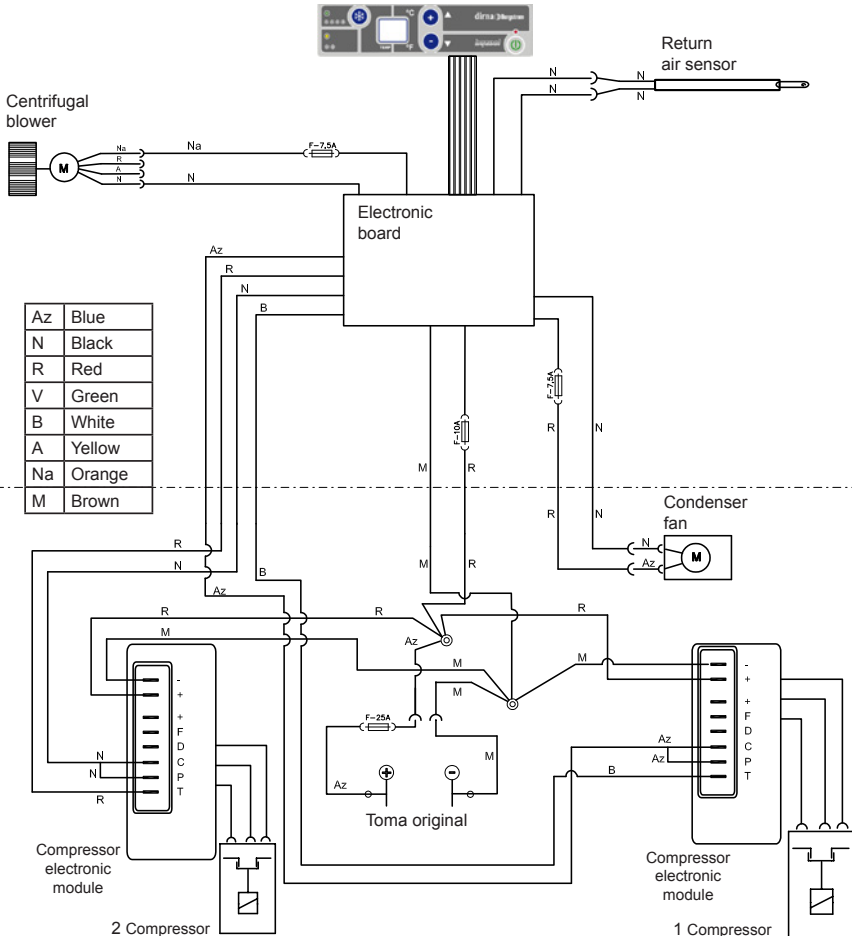 °C
dirna Bergstrom
°F
Return
air sensor
N
N
N
N
Centrifugal
blower
M
Na
R
A
N
Na
N
F-7,5A
Electronic
board
Az
R
N
B
Az Blue
N Black
R Red
V Green
B White
A Yellow
Na Orange
M Brown
F-10A
M
R
F-7,5A
R
N
R
N
Condenser
fan
N
Az
M
R
N
Az
B
M
R
R
M
R
Az
M
M
R
M
-
+
+
F
D
C
P
T
N
N
R
F-25A
Az
+
-
M
Toma original
Az
Az
B
-
+
+
F
D
C
P
T
Compressor
electronic
module
2 Compressor
Compressor
electronic
module
1 Compressor